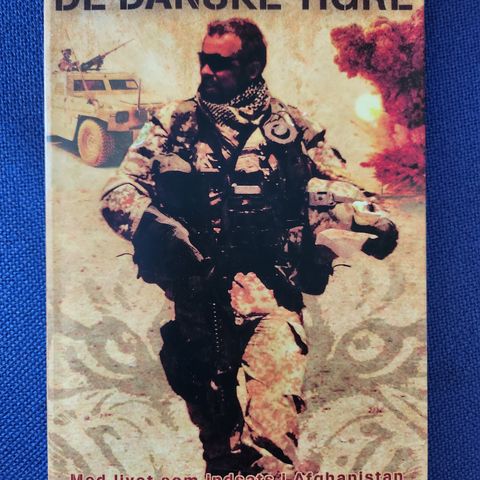 DE DANSKE TIGRE
Med livet som Indsats i Afghanistan